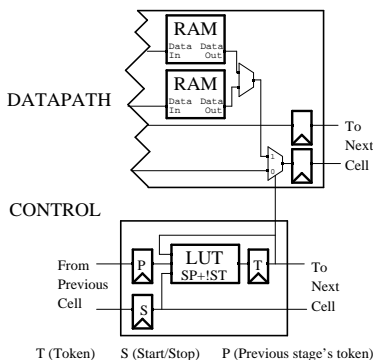 RAM
Data In
Data Out
RAM
Data In
Data Out
DATAPATH
1
0
To Next Cell
CONTROL
From Previous Cell
P
LUT
SP+!ST
T
S
To Next Cell
T (Token) S (Start/Stop) P (Previous stage's token)